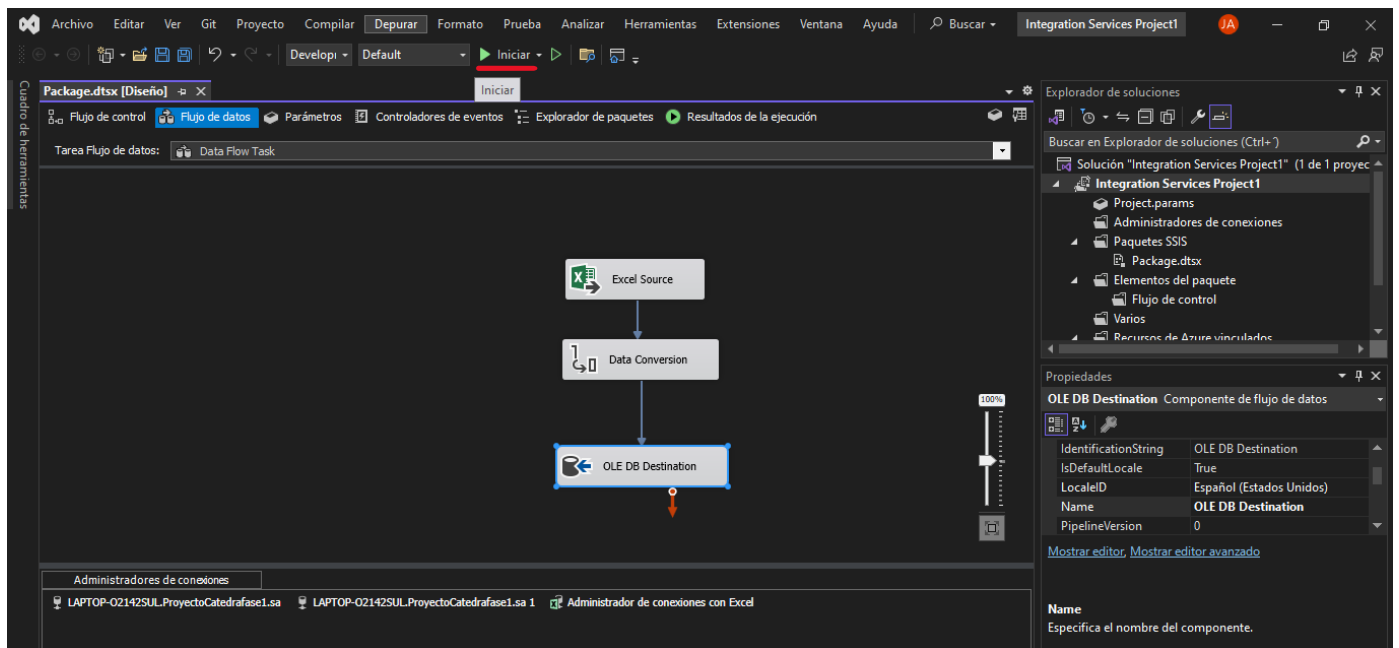 Archivo Editar Ver Git Proyecto Compilar Depurar Formato Prueba Analizar Herramientas Extensiones Ventana Ayuda Buscar Integration Services Project1 JA
Developi Default Iniciar
Iniciar
Cuadro de herramientas
Package.dtsx [Diseño]
Flujo de control Flujo de datos Parámetros Controladores de eventos Explorador de paquetes Resultados de la ejecución
Tarea Flujo de datos: Data Flow Task
Excel Source
Data Conversion
OLE DB Destination
100%
Administradores de conexiones
LAPTOP-O2142SUL.ProyectoCatedrafase1.sa LAPTOP-O2142SUL.ProyectoCatedrafase1.sa 1 Administrador de conexiones con Excel
Explorador de soluciones
Buscar en Explorador de soluciones (Ctrl+´)
Solución "Integration Services Project1" (1 de 1 proyec
Integration Services Project1
Project.params
Administradores de conexiones
Paquetes SSIS
Package.dtsx
Elementos del paquete
Flujo de control
Varios
Recursos de Azure vinculados
Propiedades
OLE DB Destination Componente de flujo de datos
IdentificationString OLE DB Destination
IsDefaultLocale True
LocaleID Español (Estados Unidos)
Name OLE DB Destination
PipelineVersion 0
Mostrar editor, Mostrar editor avanzado
Name
Especifica el nombre del componente.